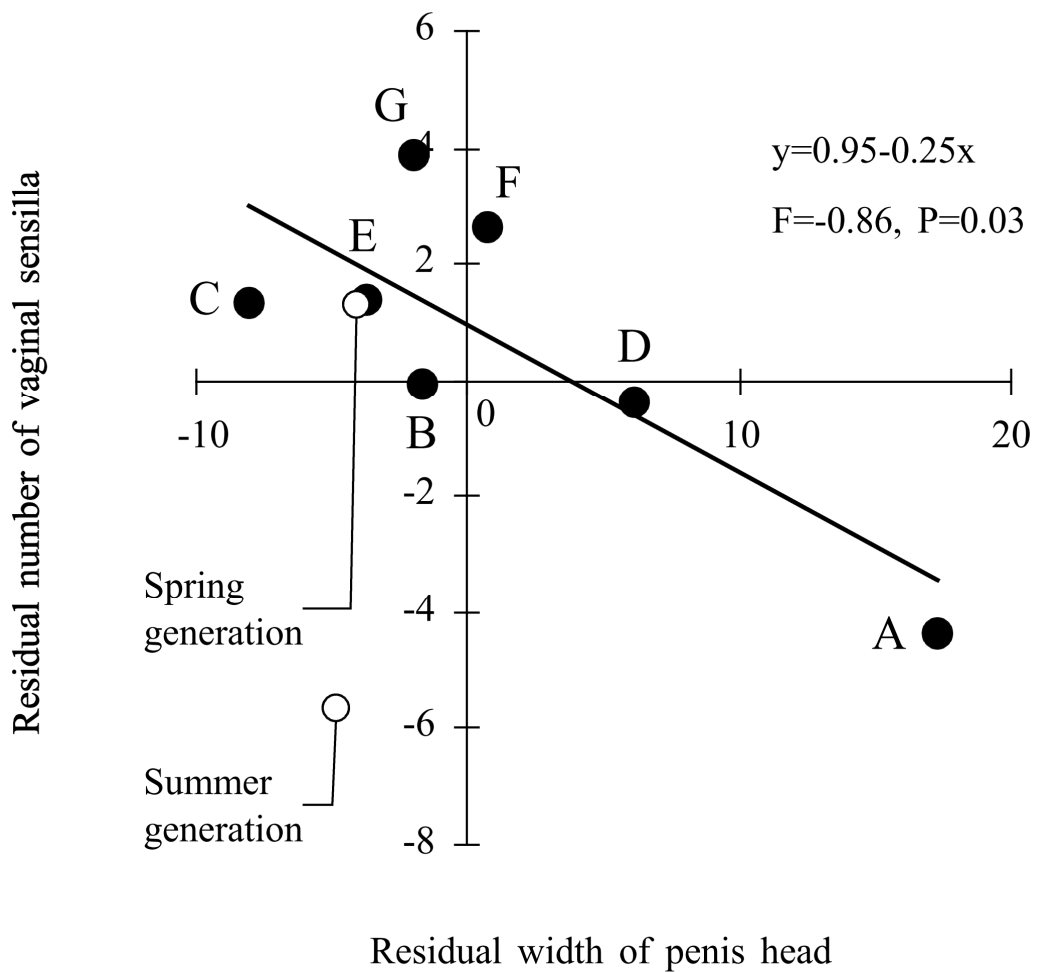 6
G
4
y=0.95-0.25x
F
F=-0.86, P=0.03
E
2
C
D
0
B
-10
10
20
-2
Spring
generation
-4
A
-6
Summer
generation
-8
Residual number of vaginal sensilla
Residual width of penis head